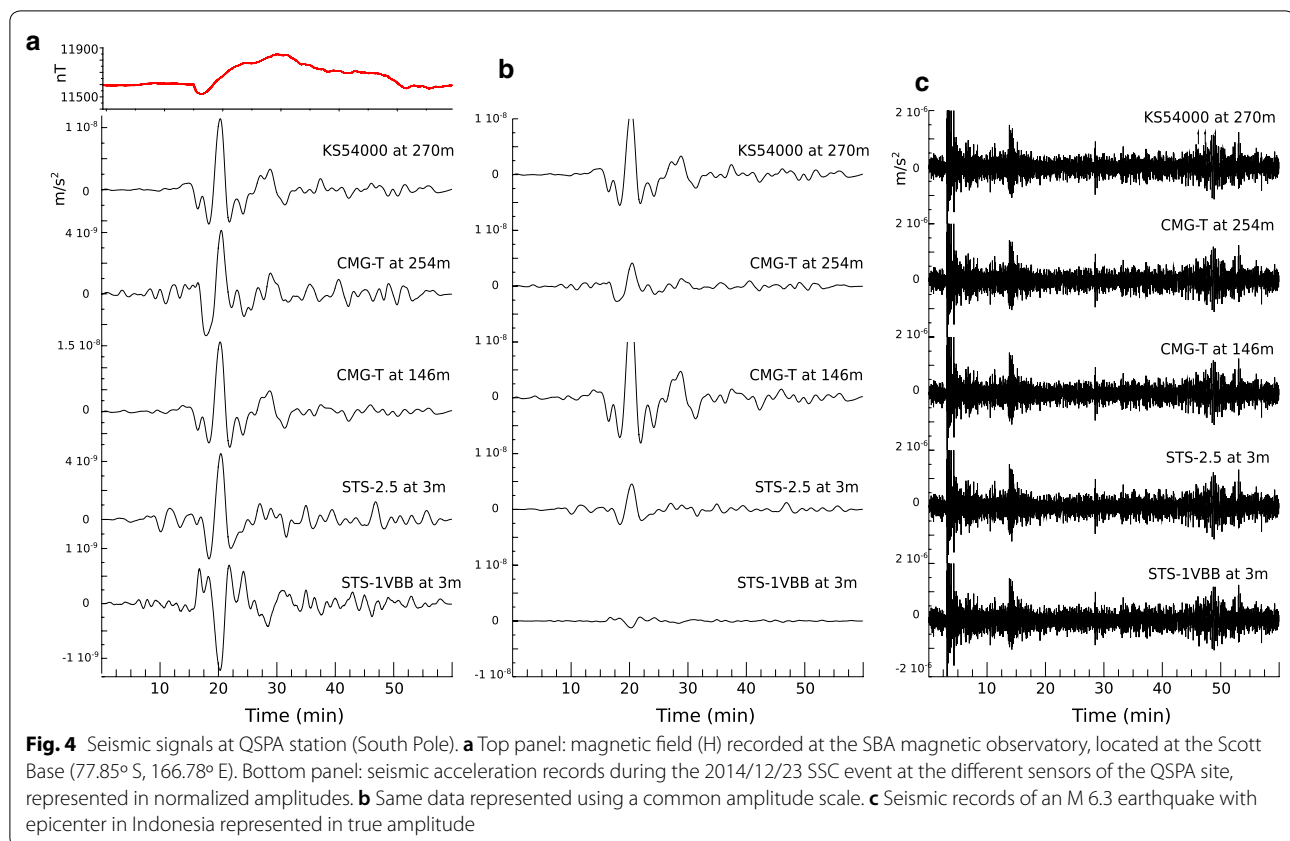 a
11900
nT
11500
1 10⁻⁸
KS54000 at 270m
0
m/s²
4 10⁻⁹
CMG-T at 254m
0
1.5 10⁻⁸
CMG-T at 146m
0
4 10⁻⁹
STS-2.5 at 3m
0
1 10⁻⁹
STS-1VBB at 3m
0
-1 10⁻⁹
10 20 30 40 50
Time (min)
b
1 10⁻⁸
KS54000 at 270m
0
1 10⁻⁸
CMG-T at 254m
0
1 10⁻⁸
CMG-T at 146m
0
1 10⁻⁸
STS-2.5 at 3m
0
1 10⁻⁸
STS-1VBB at 3m
0
-1 10⁻⁸
10 20 30 40 50
Time (min)
c
2 10⁻⁶
KS54000 at 270m
m/s²
0
2 10⁻⁶
CMG-T at 254m
0
2 10⁻⁶
CMG-T at 146m
0
2 10⁻⁶
STS-2.5 at 3m
0
2 10⁻⁶
STS-1VBB at 3m
0
-2 10⁻⁶
10 20 30 40 50
Time (min)
Fig. 4 Seismic signals at QSPA station (South Pole). a Top panel: magnetic field (H) recorded at the SBA magnetic observatory, located at the Scott
Base (77.85º S, 166.78º E). Bottom panel: seismic acceleration records during the 2014/12/23 SSC event at the different sensors of the QSPA site,
represented in normalized amplitudes. b Same data represented using a common amplitude scale. c Seismic records of an M 6.3 earthquake with
epicenter in Indonesia represented in true amplitude